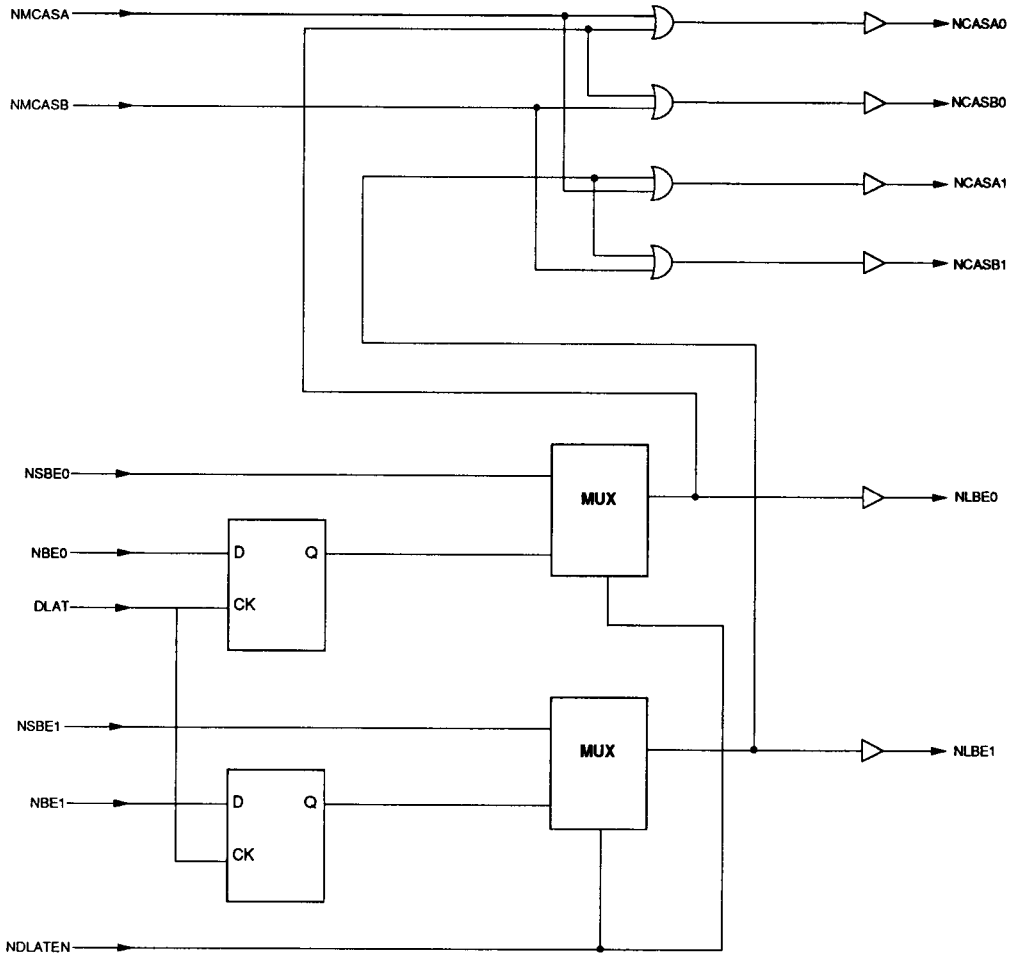 NMCASA
NCASA0
NMCASB
NCASB0
NCASA1
NCASB1
NSBE0
MUX
NLBE0
NBE0
D
Q
DLAT
CK
NSBE1
MUX
NLBE1
NBE1
D
Q
CK
NDLATEN